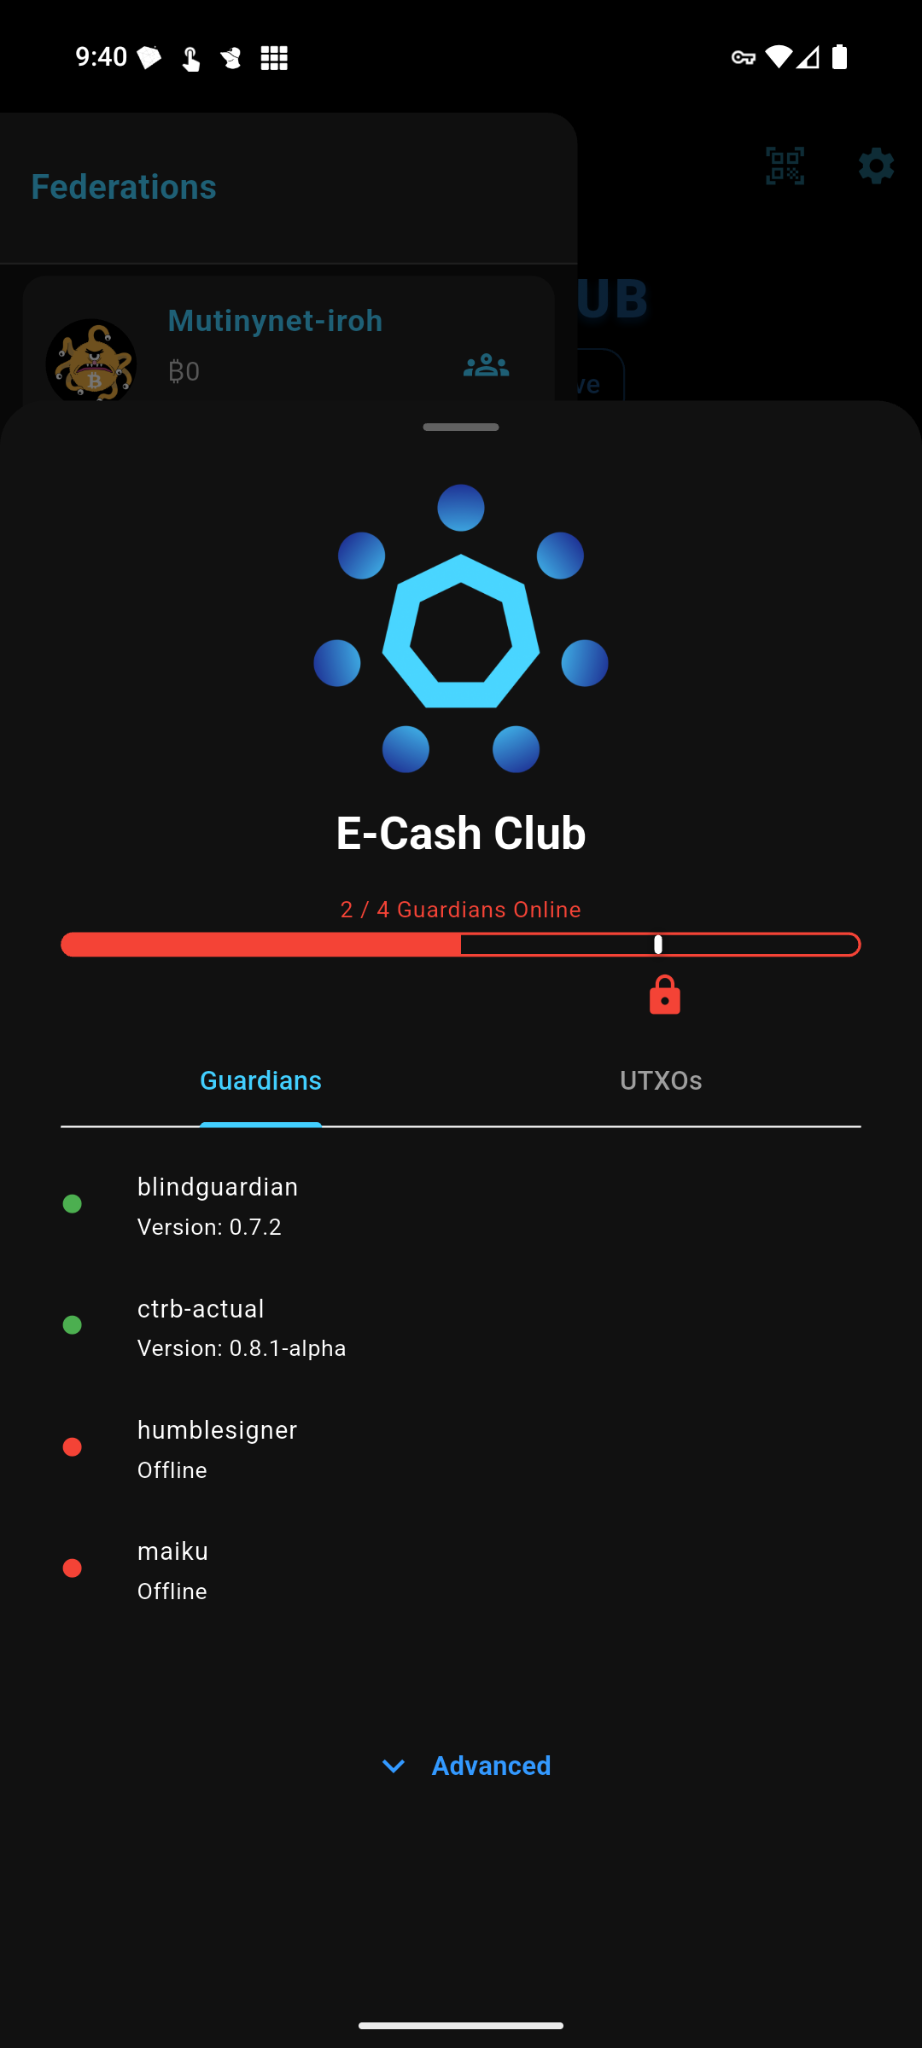 9:40
Federations
UB
Mutinynet-iroh
₿0
ve
E-Cash Club
2 / 4 Guardians Online
Guardians
UTXOs
blindguardian
Version: 0.7.2
ctrb-actual
Version: 0.8.1-alpha
humblesigner
Offline
maiku
Offline
Advanced